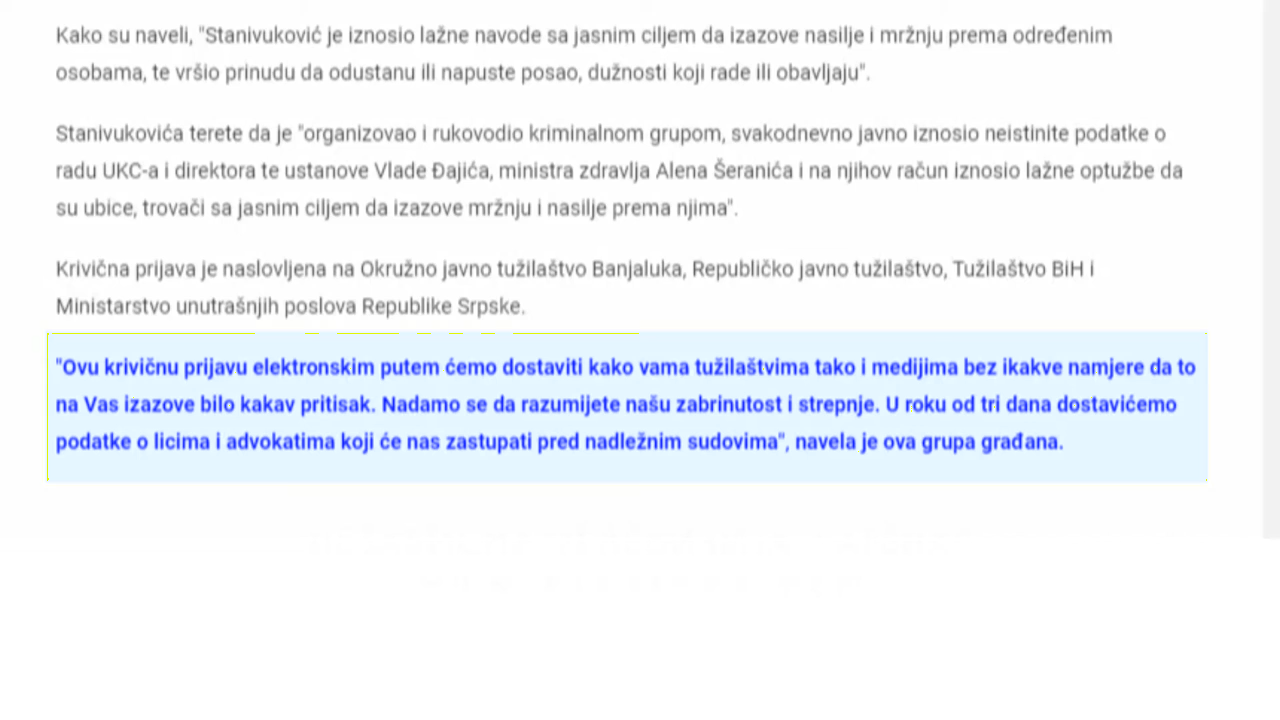 Kako su naveli, "Stanivuković je iznosio lažne navode sa jasnim ciljem da izazove nasilje i mržnju prema određenim
osobama, te vršio prinudu da odustanu ili napuste posao, dužnosti koji rade ili obavljaju".
Stanivukovića terete da je "organizovao i rukovodio kriminalnom grupom, svakodnevno javno iznosio neistinite podatke o
radu UKC-a i direktora te ustanove Vlade Đajića, ministra zdravlja Alena Šeranića i na njihov račun iznosio lažne optužbe da
su ubice, trovači sa jasnim ciljem da izazove mržnju i nasilje prema njima".
Krivična prijava je naslovljena na Okružno javno tužilaštvo Banjaluka, Republičko javno tužilaštvo, Tužilaštvo BiH i
Ministarstvo unutrašnjih poslova Republike Srpske.
"Ovu krivičnu prijavu elektronskim putem ćemo dostaviti kako vama tužilaštvima tako i medijima bez ikakve namjere da to
na Vas izazove bilo kakav pritisak. Nadamo se da razumijete našu zabrinutost i strepnje. U roku od tri dana dostavićemo
podatke o licima i advokatima koji će nas zastupati pred nadležnim sudovima", navela je ova grupa građana.